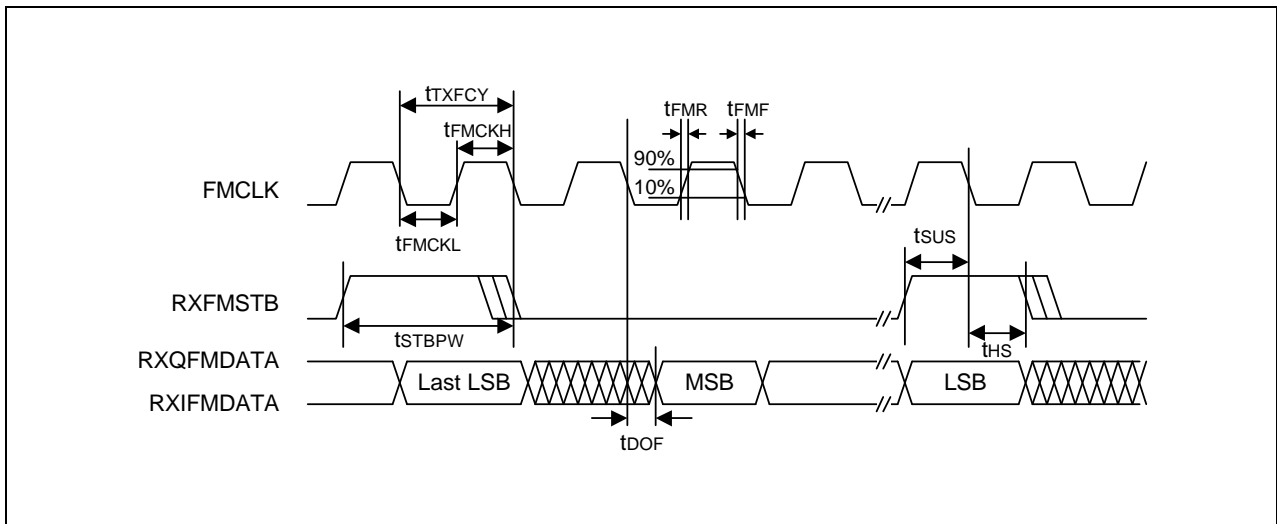 tTXFCY
tFMCKH
tFMR tFMF
90%
10%
FMCLK
tFMCKL
tSUS
RXFMSTB
tSTBPW
tHS
RXQFMDATA
Last LSB MSB LSB
RXIFMDATA
tDOF